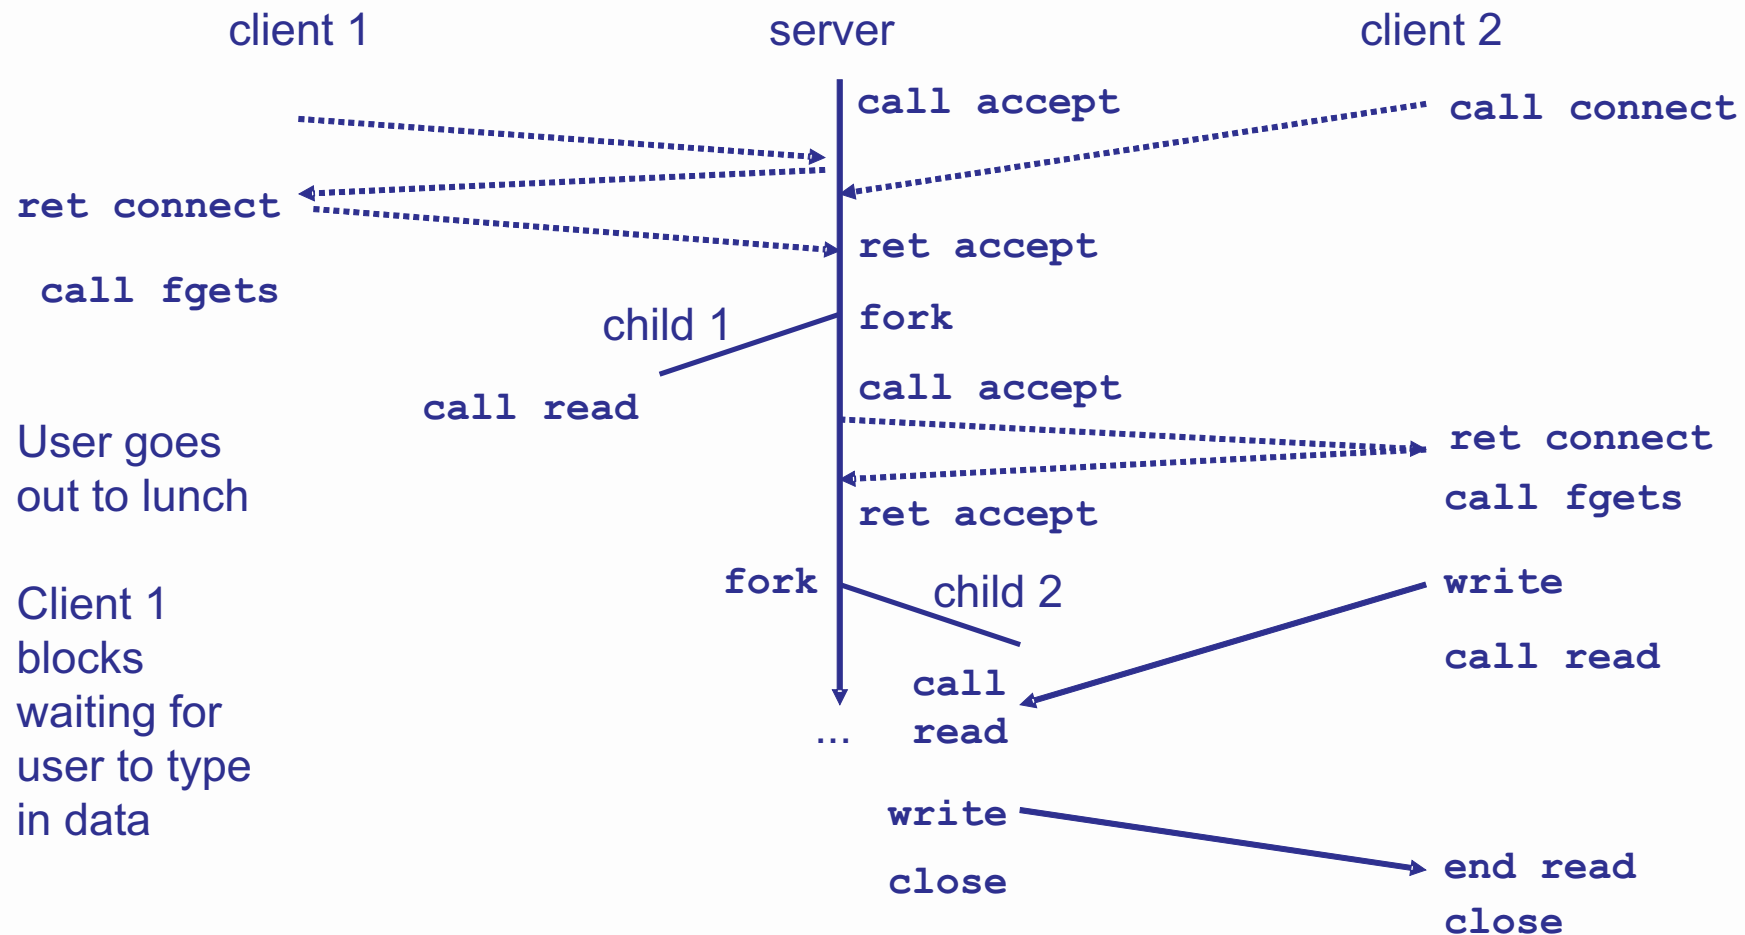 client 1
server
client 2
call accept
call connect
ret connect
ret accept
call fgets
fork
child 1
call accept
call read
User goes
out to lunch
ret connect
call fgets
ret accept
fork
child 2
write
Client 1
blocks
waiting for
user to type
in data
call read
call
read
...
write
close
end read
close